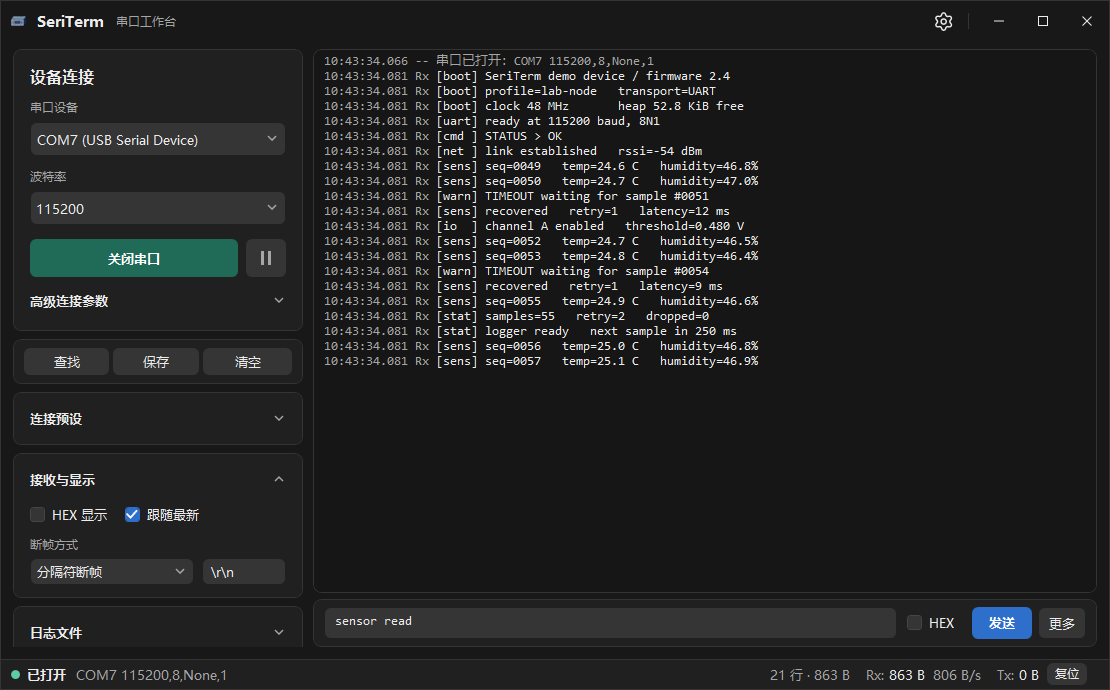 SeriTerm 串口工作台
设备连接
串口设备
COM7 (USB Serial Device)
波特率
115200
关闭串口
高级连接参数
查找 保存 清空
连接预设
接收与显示
HEX 显示 跟随最新
断帧方式
分隔符断帧 \r\n
日志文件
10:43:34.066 -- 串口已打开: COM7 115200,8,None,1
10:43:34.081 Rx [boot] SeriTerm demo device / firmware 2.4
10:43:34.081 Rx [boot] profile=lab-node   transport=UART
10:43:34.081 Rx [boot] clock 48 MHz       heap 52.8 KiB free
10:43:34.081 Rx [uart] ready at 115200 baud, 8N1
10:43:34.081 Rx [cmd ] STATUS > OK
10:43:34.081 Rx [net ] link established   rssi=-54 dBm
10:43:34.081 Rx [sens] seq=0049   temp=24.6 C   humidity=46.8%
10:43:34.081 Rx [sens] seq=0050   temp=24.7 C   humidity=47.0%
10:43:34.081 Rx [warn] TIMEOUT waiting for sample #0051
10:43:34.081 Rx [sens] recovered   retry=1   latency=12 ms
10:43:34.081 Rx [io  ] channel A enabled   threshold=0.480 V
10:43:34.081 Rx [sens] seq=0052   temp=24.7 C   humidity=46.5%
10:43:34.081 Rx [sens] seq=0053   temp=24.8 C   humidity=46.4%
10:43:34.081 Rx [warn] TIMEOUT waiting for sample #0054
10:43:34.081 Rx [sens] recovered   retry=1   latency=9 ms
10:43:34.081 Rx [sens] seq=0055   temp=24.9 C   humidity=46.6%
10:43:34.081 Rx [stat] samples=55   retry=2   dropped=0
10:43:34.081 Rx [stat] logger ready   next sample in 250 ms
10:43:34.081 Rx [sens] seq=0056   temp=25.0 C   humidity=46.8%
10:43:34.081 Rx [sens] seq=0057   temp=25.1 C   humidity=46.9%
sensor read HEX 发送 更多
已打开 COM7 115200,8,None,1 21 行 · 863 B Rx: 863 B 806 B/s Tx: 0 B 复位